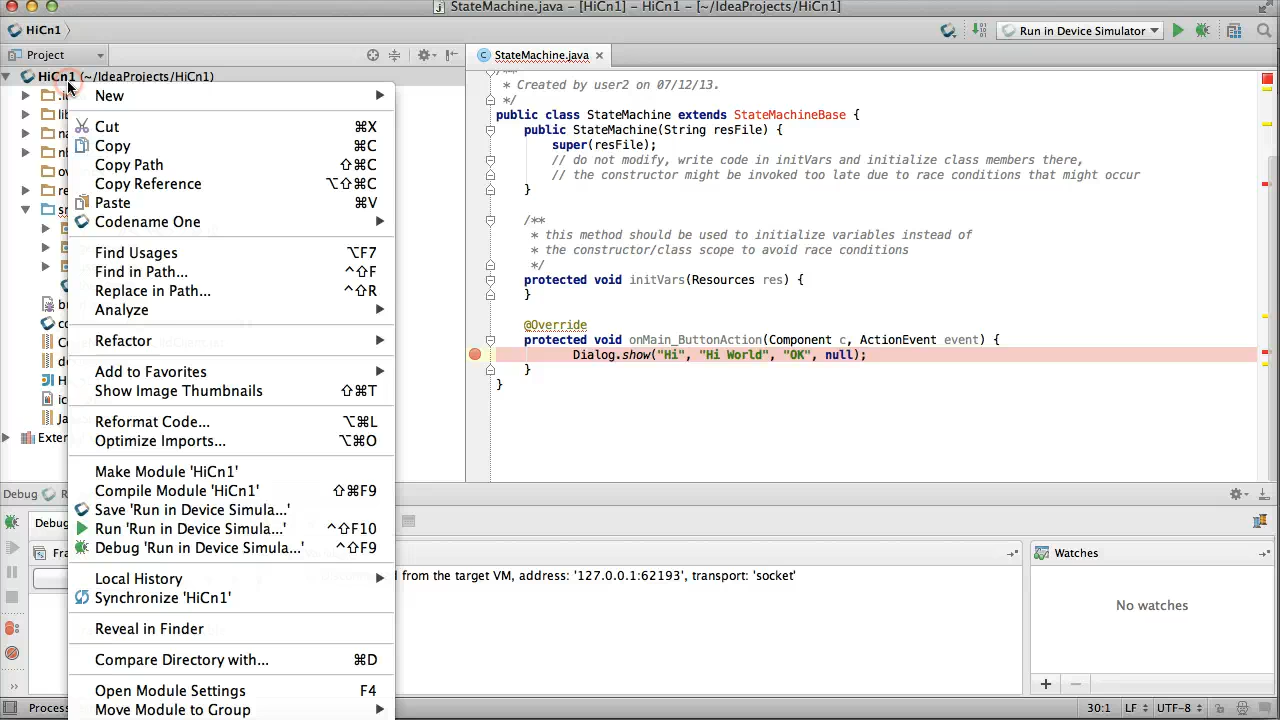 StateMachine.java – [HiCn1] – HiCn1 – [~/IdeaProjects/HiCn1]
HiCn1
Run in Device Simulator
Project
StateMachine.java
HiCn1 (~/IdeaProjects/HiCn1)
New
Cut ⌘X
Copy ⌘C
Copy Path ⇧⌘C
Copy Reference ⌥⇧⌘C
Paste ⌘V
Codename One
Find Usages ⌥F7
Find in Path... ^⇧F
Replace in Path... ^⇧R
Analyze
Refactor
Add to Favorites
Show Image Thumbnails ⇧⌘T
Reformat Code... ⌥⌘L
Optimize Imports... ⌥⌘O
Make Module 'HiCn1'
Compile Module 'HiCn1' ⇧⌘F9
Save 'Run in Device Simula...'
Run 'Run in Device Simula...' ^⇧F10
Debug 'Run in Device Simula...' ^⇧F9
Local History
Synchronize 'HiCn1'
Reveal in Finder
Compare Directory with... ⌘D
Open Module Settings F4
Move Module to Group
* Created by user2 on 07/12/13.
*/
public class StateMachine extends StateMachineBase {
public StateMachine(String resFile) {
super(resFile);
// do not modify, write code in initVars and initialize class members there,
// the constructor might be invoked too late due to race conditions that might occur
}
/**
* this method should be used to initialize variables instead of
* the constructor/class scope to avoid race conditions
*/
protected void initVars(Resources res) {
}
@Override
protected void onMain_ButtonAction(Component c, ActionEvent event) {
Dialog.show("Hi", "Hi World", "OK", null);
}
}
Debug
from the target VM, address: '127.0.0.1:62193', transport: 'socket'
Watches
No watches
30:1 LF UTF-8